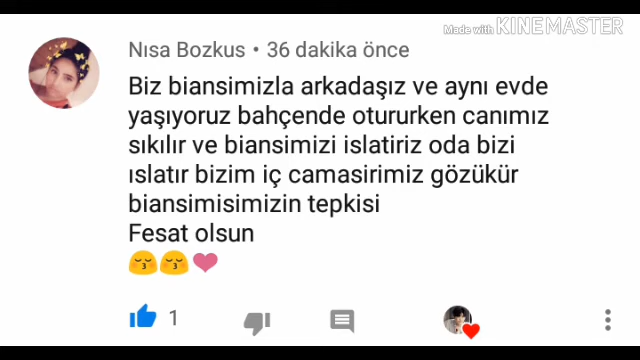 Made with KINEMASTER
Nısa Bozkus • 36 dakika önce
Biz biansimizla arkadaşız ve aynı evde
yaşıyoruz bahçende otururken canımız
sıkılır ve biansimizi islatiriz oda bizi
ıslatır bizim iç camasirimiz gözükür
biansimisimizin tepkisi
Fesat olsun
😚😚❤
1